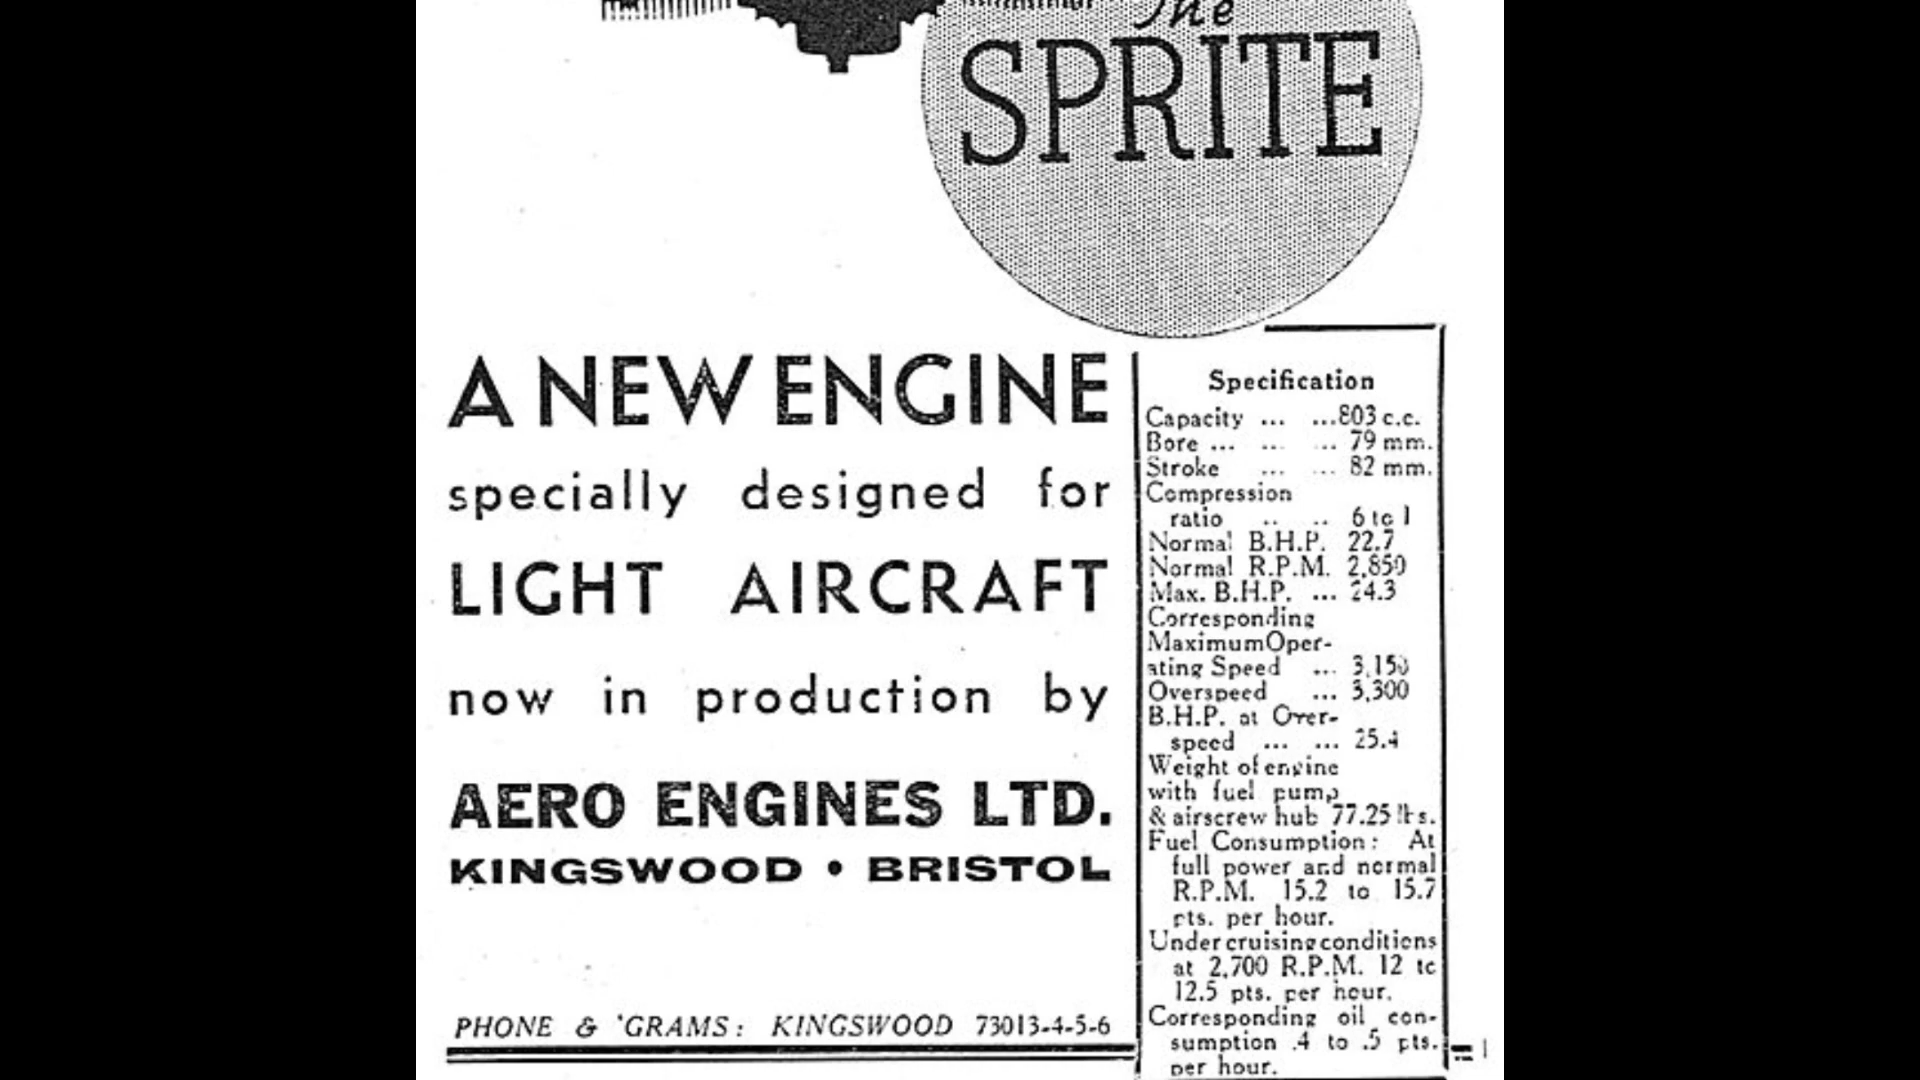 The
SPRITE
A NEW ENGINE
specially designed for
LIGHT AIRCRAFT
now in production by
AERO ENGINES LTD.
KINGSWOOD • BRISTOL
PHONE & 'GRAMS: KINGSWOOD 73013-4-5-6
Specification
Capacity ... ...803 c.c.
Bore ... ... ... 79 mm.
Stroke ... ... 82 mm.
Compression
ratio .. .. 6 to 1
Normal B.H.P. 22.7
Normal R.P.M. 2,850
Max. B.H.P. ... 24.3
Corresponding
Maximum Oper-
ating Speed ... 3,150
Overspeed ... 3,300
B.H.P. at Over-
speed ... ... 25.4
Weight of engine
with fuel pump
& airscrew hub 77.25 lbs.
Fuel Consumption: At
full power and normal
R.P.M. 15.2 to 15.7
pts. per hour.
Under cruising conditions
at 2,700 R.P.M. 12 to
12.5 pts. per hour.
Corresponding oil con-
sumption .4 to .5 pts.
per hour.